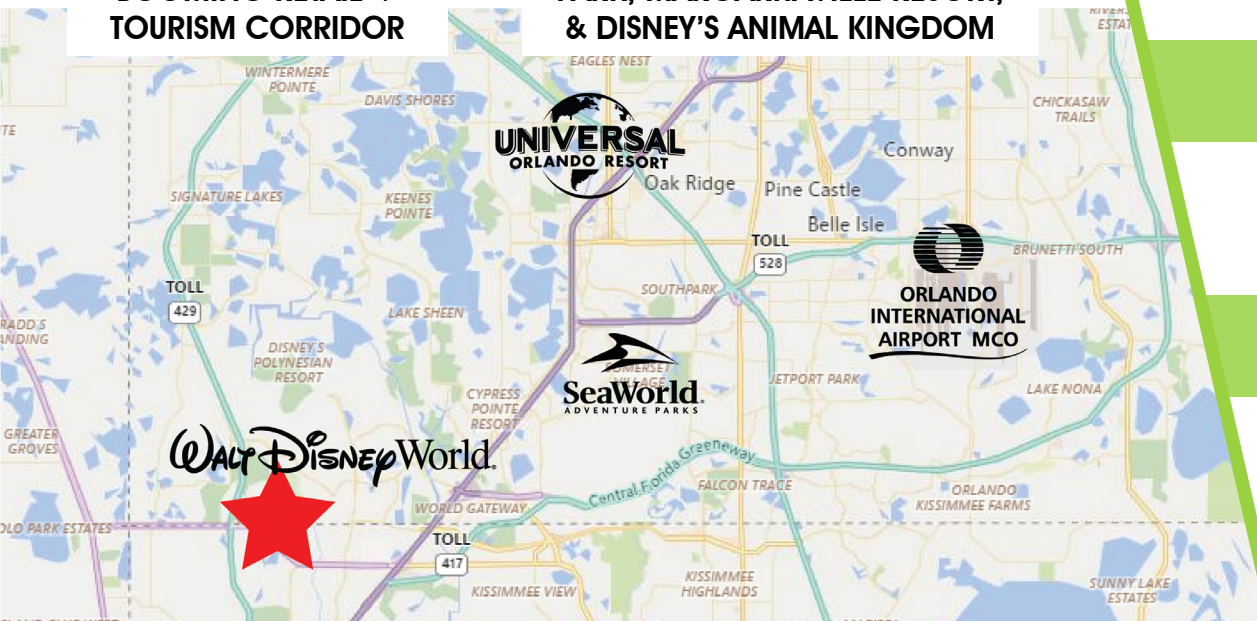 TOURISM CORRIDOR
& DISNEY'S ANIMAL KINGDOM
EAGLES NEST
WINTERMERE
POINTE
DAVIS SHORES
CHICKASAW
TRAILS
UNIVERSAL
ORLANDO RESORT
Conway
Oak Ridge
Pine Castle
SIGNATURE LAKES
KEENES
POINTE
Belle Isle
TOLL
528
BRUNETTI SOUTH
TOLL
429
SOUTHPARK
ORLANDO
INTERNATIONAL
AIRPORT MCO
LAKE SHEEN
DISNEY'S
POLYNESIAN
RESORT
SeaWorld
ADVENTURE PARKS
JETPORT PARK
LAKE NONA
CYPRESS
POINTE
RESORT
GREATER
GROVES
WALT DISNEY World
Central Florida Greeneway
FALCON TRACE
ORLANDO
KISSIMMEE FARMS
WORLD GATEWAY
OLO PARK ESTATES
TOLL
417
KISSIMMEE VIEW
KISSIMMEE
HIGHLANDS
SUNNY LAKE
ESTATES